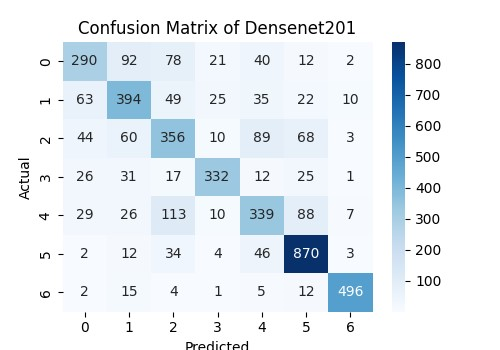 Confusion Matrix of Densenet201
0 290 92 78 21 40 12 2
1 63 394 49 25 35 22 10
2 44 60 356 10 89 68 3
3 26 31 17 332 12 25 1
4 29 26 113 10 339 88 7
5 2 12 34 4 46 870 3
6 2 15 4 1 5 12 496
0 1 2 3 4 5 6
Actual
Predicted
800
700
600
500
400
300
200
100